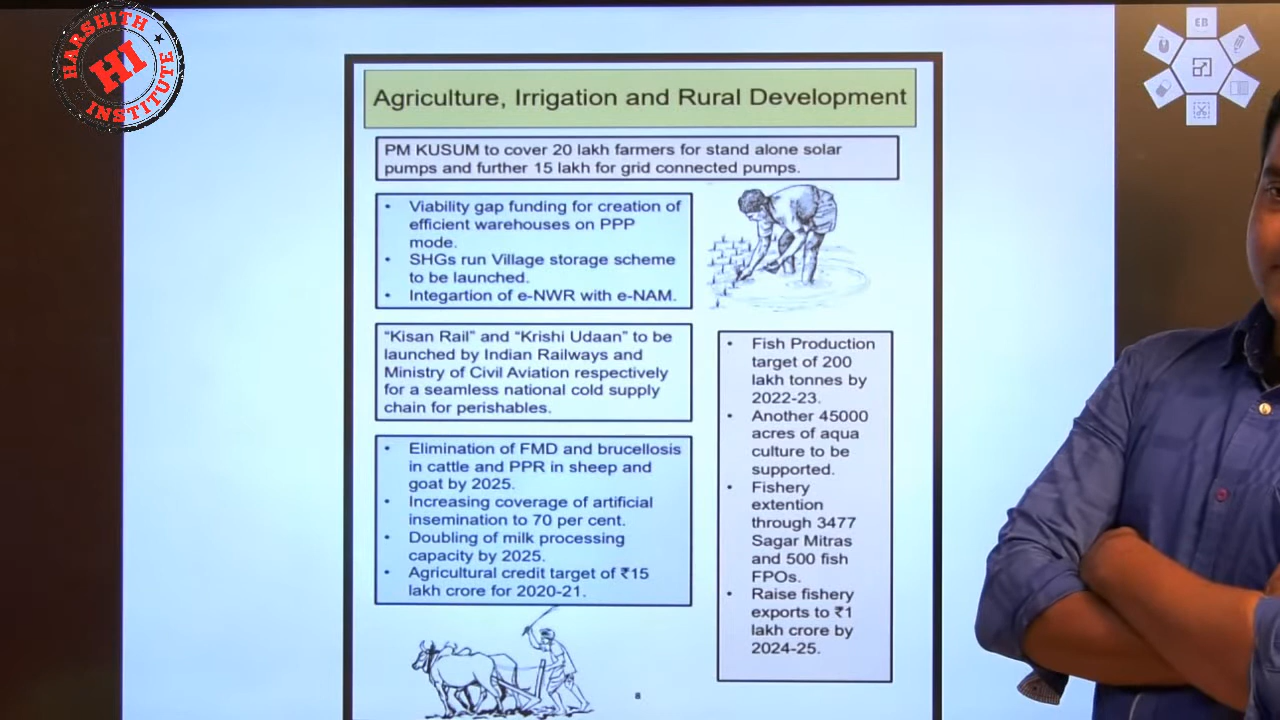 HARSHITH
HI
INSTITUTE
EB
Agriculture, Irrigation and Rural Development
PM KUSUM to cover 20 lakh farmers for stand alone solar
pumps and further 15 lakh for grid connected pumps.
• Viability gap funding for creation of
efficient warehouses on PPP
mode.
• SHGs run Village storage scheme
to be launched.
• Integartion of e-NWR with e-NAM.
“Kisan Rail” and “Krishi Udaan” to be
launched by Indian Railways and
Ministry of Civil Aviation respectively
for a seamless national cold supply
chain for perishables.
• Elimination of FMD and brucellosis
in cattle and PPR in sheep and
goat by 2025.
• Increasing coverage of artificial
insemination to 70 per cent.
• Doubling of milk processing
capacity by 2025.
• Agricultural credit target of ₹15
lakh crore for 2020-21.
• Fish Production
target of 200
lakh tonnes by
2022-23.
• Another 45000
acres of aqua
culture to be
supported.
• Fishery
extention
through 3477
Sagar Mitras
and 500 fish
FPOs.
• Raise fishery
exports to ₹1
lakh crore by
2024-25.
8